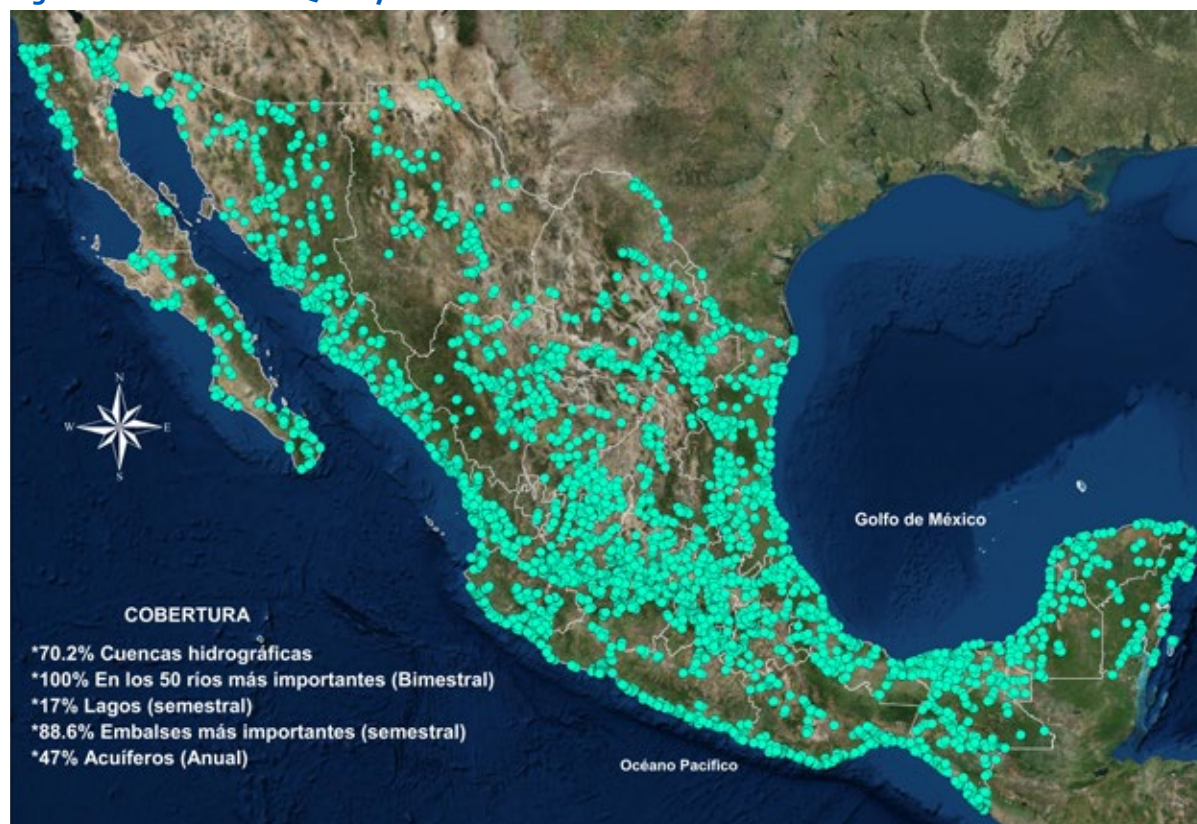 N
W
E
S
Golfo de México
COBERTURA
*70.2% Cuencas hidrográficas
*100% En los 50 ríos más importantes (Bimestral)
*17% Lagos (semestral)
*88.6% Embalses más importantes (semestral)
*47% Acuíferos (Anual)
Océano Pacífico